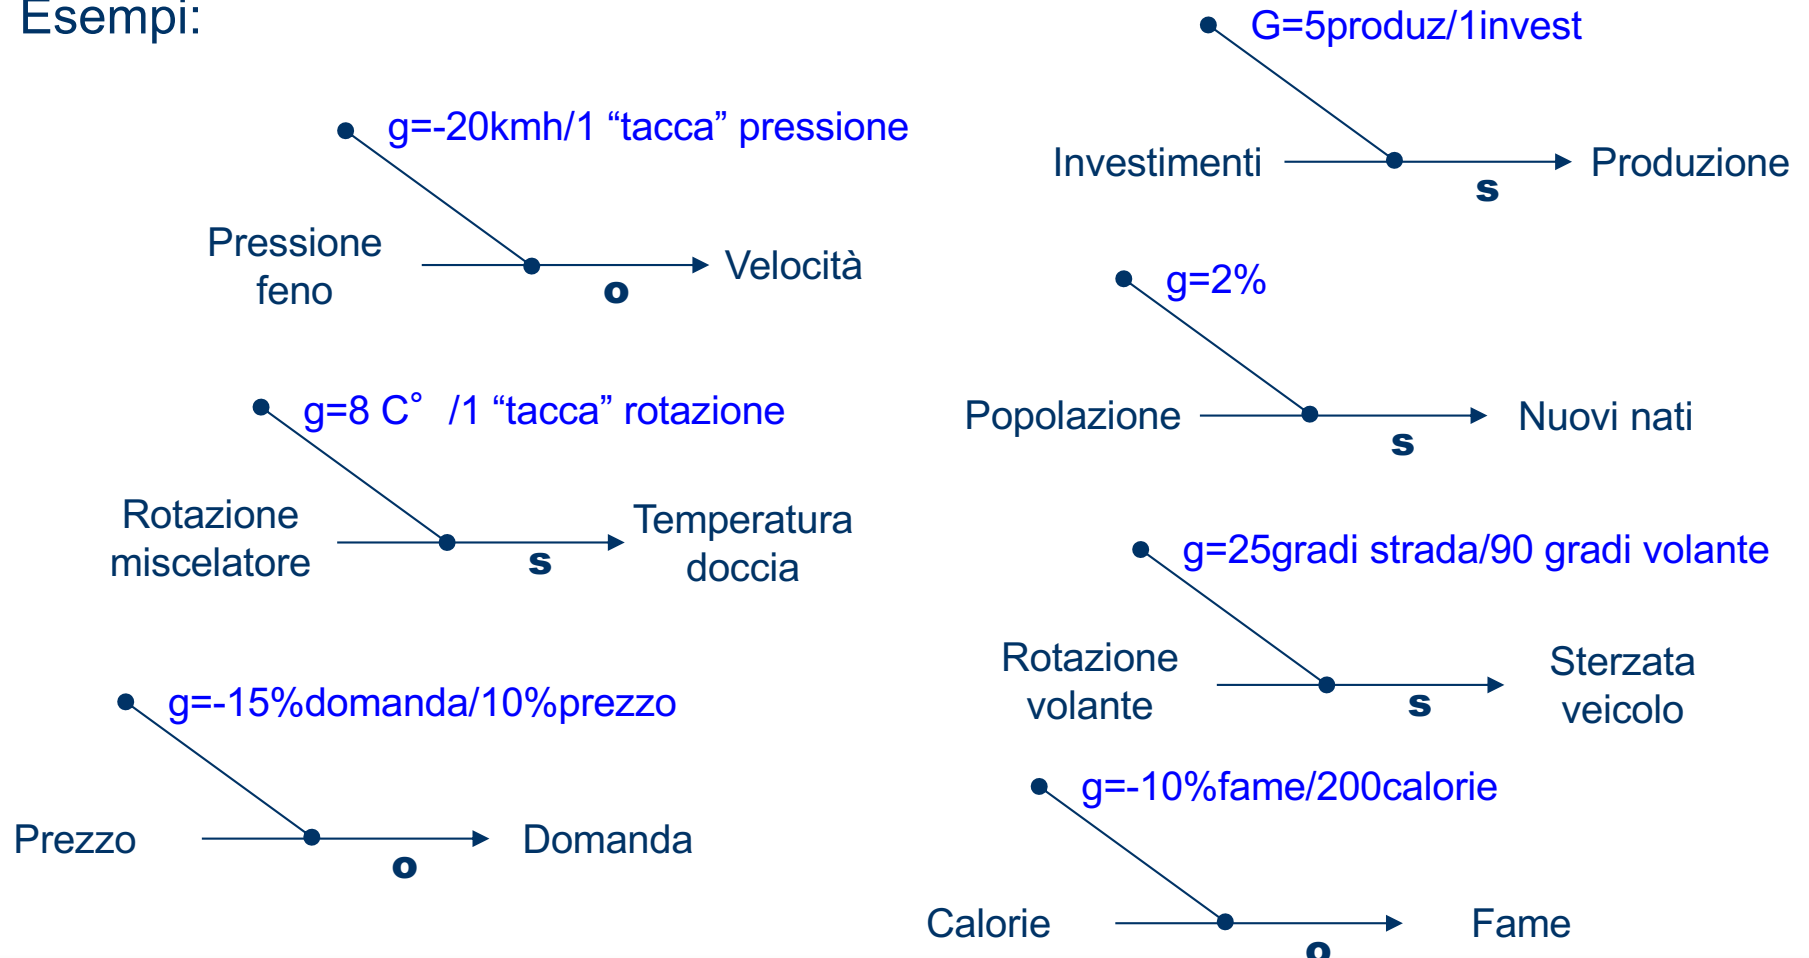 Esempi:
g=-20kmh/1 “tacca” pressione
Pressione
feno
o
Velocità
g=8 C° /1 “tacca” rotazione
Rotazione
miscelatore
s
Temperatura
doccia
g=-15%domanda/10%prezzo
Prezzo
o
Domanda
G=5produz/1invest
Investimenti
s
Produzione
g=2%
Popolazione
s
Nuovi nati
g=25gradi strada/90 gradi volante
Rotazione
volante
s
Sterzata
veicolo
g=-10%fame/200calorie
Calorie
o
Fame